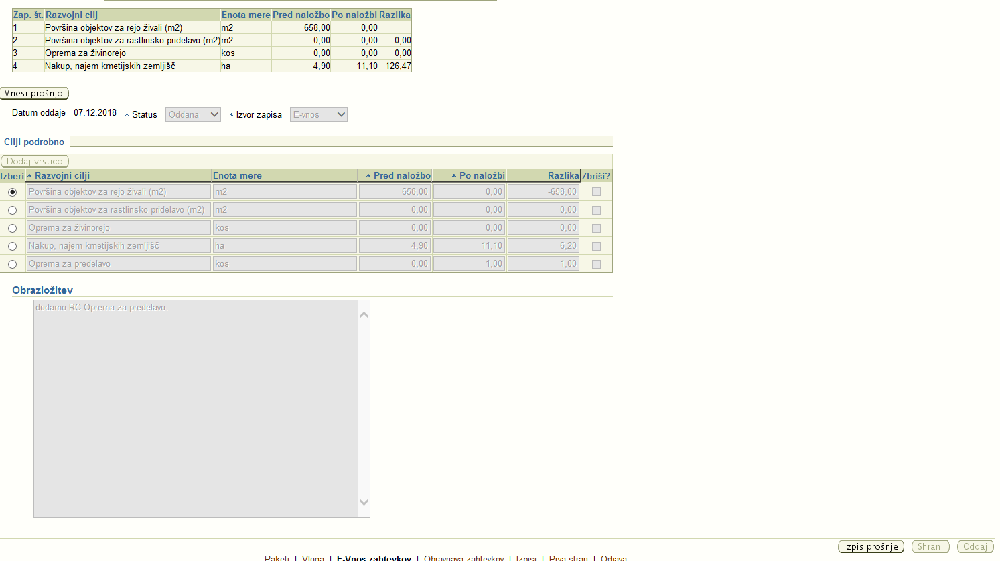 Zap. št. Razvojni cilj Enota mere Pred naložbo Po naložbi Razlika
1 Površina objektov za rejo živali (m2) m2 658,00 0,00
2 Površina objektov za rastlinsko pridelavo (m2) m2 0,00 0,00 0,00
3 Oprema za živinorejo kos 0,00 0,00 0,00
4 Nakup, najem kmetijskih zemljišč ha 4,90 11,10 126,47
Vnesi prošnjo
Datum oddaje 07.12.2018 * Status Oddana * Izvor zapisa E-vnos
Cilji podrobno
Dodaj vrstico
Izberi * Razvojni cilji Enota mere * Pred naložbo * Po naložbi Razlika Zbriši?
Površina objektov za rejo živali (m2) m2 658,00 0,00 -658,00
Površina objektov za rastlinsko pridelavo (m2) m2 0,00 0,00 0,00
Oprema za živinorejo kos 0,00 0,00 0,00
Nakup, najem kmetijskih zemljišč ha 4,90 11,10 6,20
Oprema za predelavo kos 0,00 1,00 1,00
Obrazložitev
dodamo RC Oprema za predelavo.
Izpis prošnje Shrani Oddaj
Paketi | Vloga | E-Vnos zahtevkov | Obravnava zahtevkov | Izpisi | Prva stran | Odjava